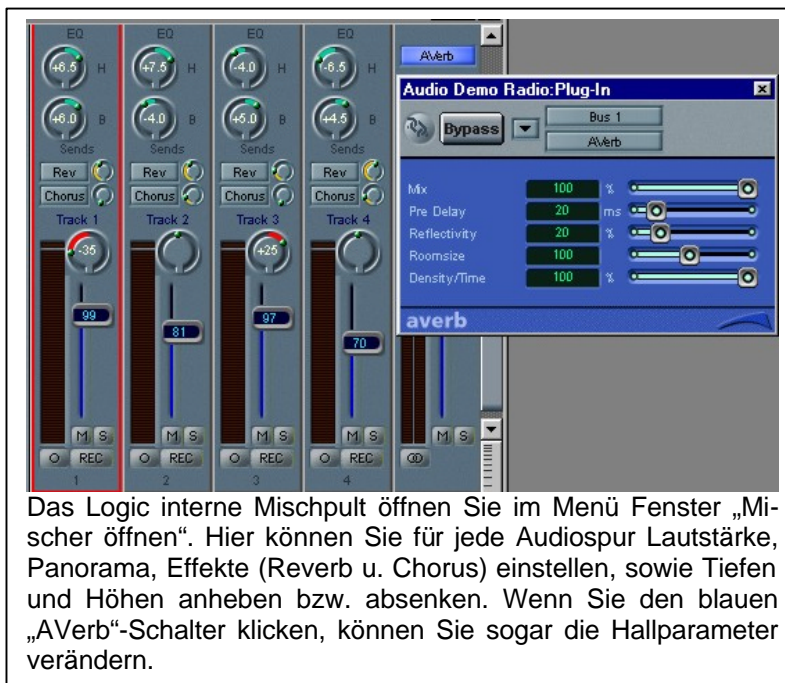 EQ EQ EQ EQ
AVerb
+6.5 H +7.5 H -4.0 H -6.5 H
+6.0 B -4.0 B +5.0 B +4.5 B
Sends Sends Sends Sends
Rev Rev Rev Rev
Chorus Chorus Chorus Chorus
Track 1 Track 2 Track 3 Track 4
-35 +25
99 81 97 70
M S M S M S M S M S
O REC O REC O REC O REC
1 2 3 4
Audio Demo Radio:Plug-In
Bypass
Bus 1
AVerb
Mix 100 %
Pre Delay 20 ms
Reflectivity 20 %
Roomsize 100
Density/Time 100 %
averb
Das Logic interne Mischpult öffnen Sie im Menü Fenster „Mi-
scher öffnen“. Hier können Sie für jede Audiospur Lautstärke,
Panorama, Effekte (Reverb u. Chorus) einstellen, sowie Tiefen
und Höhen anheben bzw. absenken. Wenn Sie den blauen
„AVerb“-Schalter klicken, können Sie sogar die Hallparameter
verändern.